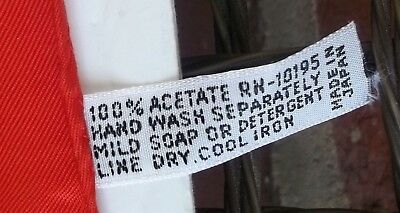 100% ACETATE RN-10195
HAND WASH SEPARATELY
MILD SOAP OR DETERGENT
LINE DRY. COOL IRON
MADE IN
JAPAN